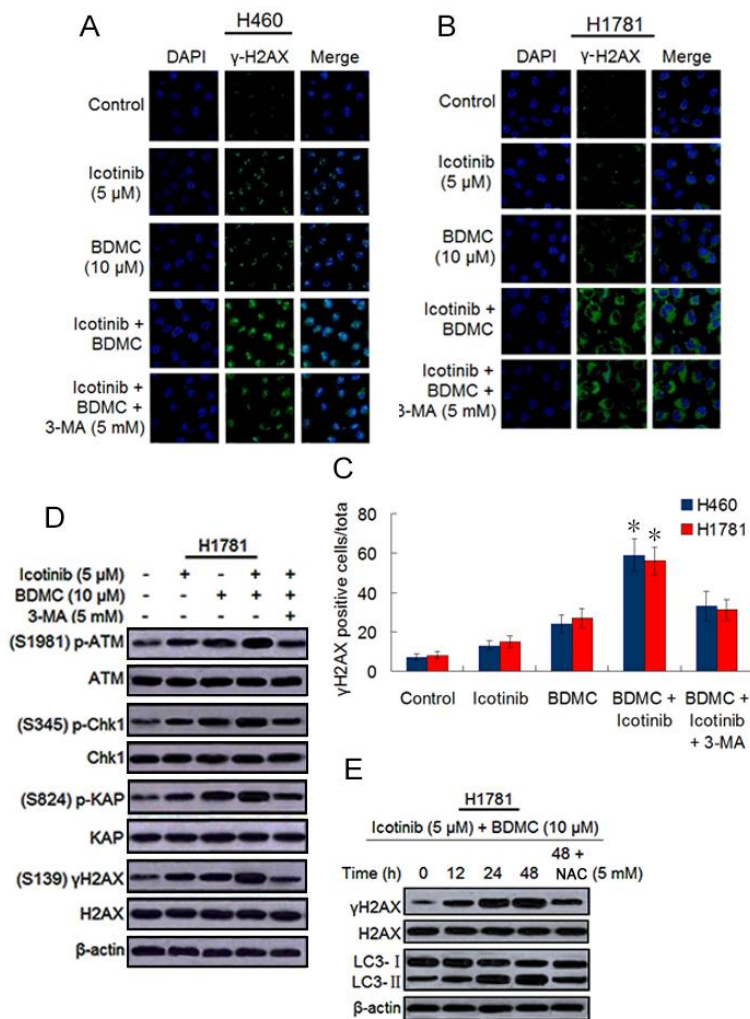 A
H460
DAPI γ-H2AX Merge
Control
Icotinib
(5 µM)
BDMC
(10 µM)
Icotinib +
BDMC
Icotinib +
BDMC +
3-MA (5 mM)
B
H1781
DAPI γ-H2AX Merge
Control
Icotinib
(5 µM)
BDMC
(10 µM)
Icotinib +
BDMC
Icotinib +
BDMC +
3-MA (5 mM)
C
γH2AX positive cells/tota
80
60
40
20
0
* *
H460
H1781
Control Icotinib BDMC BDMC + Icotinib BDMC + Icotinib + 3-MA
D
H1781
Icotinib (5 µM) - + - + +
BDMC (10 µM) - - + + +
3-MA (5 mM) - - - - +
(S1981) p-ATM
ATM
(S345) p-Chk1
Chk1
(S824) p-KAP
KAP
(S139) γH2AX
H2AX
β-actin
E
H1781
Icotinib (5 µM) + BDMC (10 µM)
Time (h) 0 12 24 48 48 + NAC (5 mM)
γH2AX
H2AX
LC3-Ⅰ
LC3-Ⅱ
β-actin